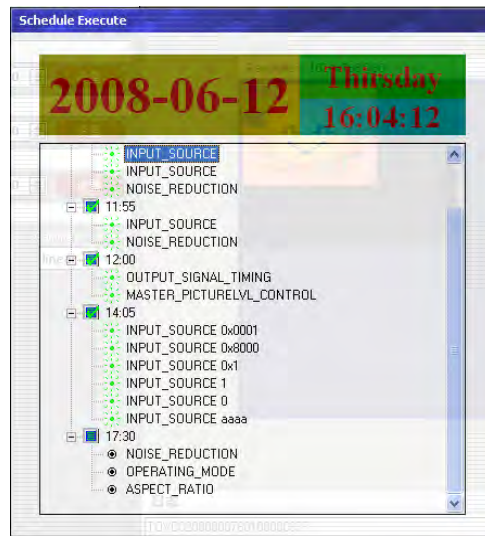 Schedule Execute
2008-06-12
Thirsday
16:04:12
INPUT_SOURCE
INPUT_SOURCE
NOISE_REDUCTION
11:55
INPUT_SOURCE
NOISE_REDUCTION
12:00
OUTPUT_SIGNAL_TIMING
MASTER_PICTURELVL_CONTROL
14:05
INPUT_SOURCE 0x0001
INPUT_SOURCE 0x8000
INPUT_SOURCE 0x1
INPUT_SOURCE 1
INPUT_SOURCE 0
INPUT_SOURCE aaaa
17:30
NOISE_REDUCTION
OPERATING_MODE
ASPECT_RATIO